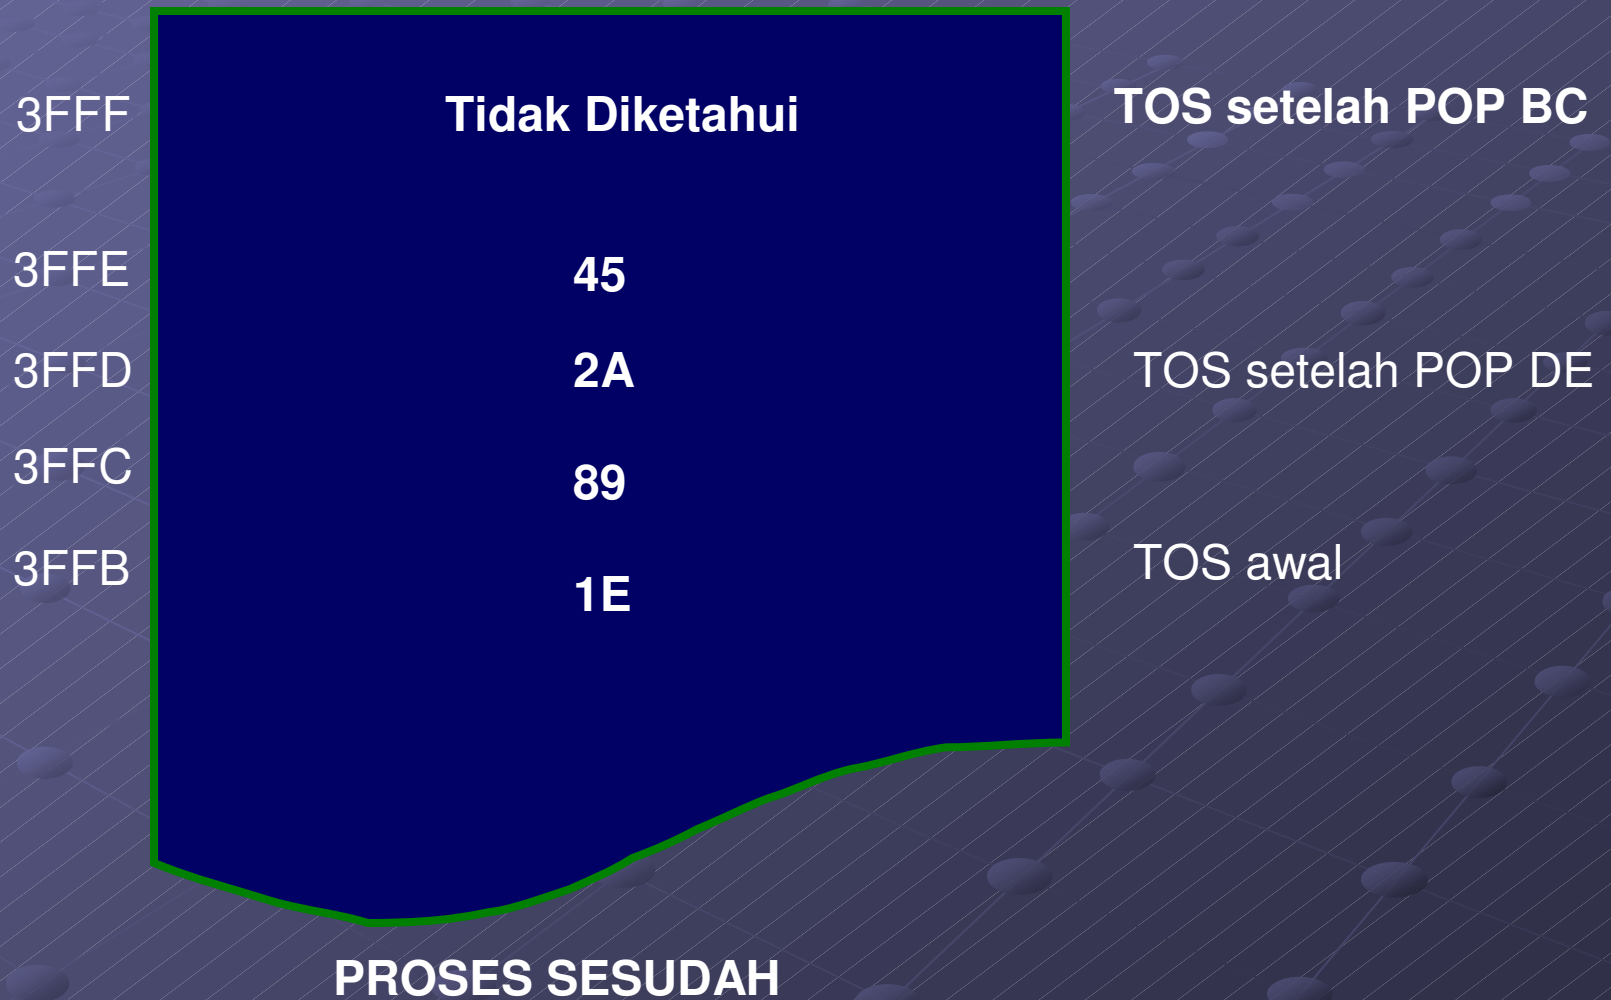 3FFF Tidak Diketahui TOS setelah POP BC
3FFE 45
3FFD 2A TOS setelah POP DE
3FFC 89
3FFB 1E TOS awal
PROSES SESUDAH